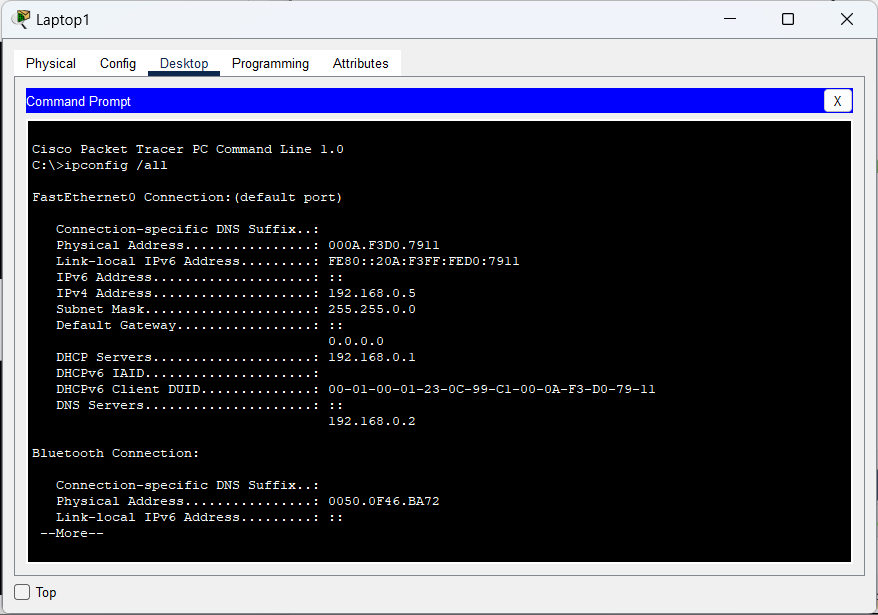 Laptop1
Physical Config Desktop Programming Attributes
Command Prompt X
Cisco Packet Tracer PC Command Line 1.0
C:\>ipconfig /all
FastEthernet0 Connection:(default port)
Connection-specific DNS Suffix..:
Physical Address................: 000A.F3D0.7911
Link-local IPv6 Address.........: FE80::20A:F3FF:FED0:7911
IPv6 Address....................: ::
IPv4 Address....................: 192.168.0.5
Subnet Mask.....................: 255.255.0.0
Default Gateway.................: ::
0.0.0.0
DHCP Servers....................: 192.168.0.1
DHCPv6 IAID.....................:
DHCPv6 Client DUID..............: 00-01-00-01-23-0C-99-C1-00-0A-F3-D0-79-11
DNS Servers.....................: ::
192.168.0.2
Bluetooth Connection:
Connection-specific DNS Suffix..:
Physical Address................: 0050.0F46.BA72
Link-local IPv6 Address.........: ::
--More--
Top